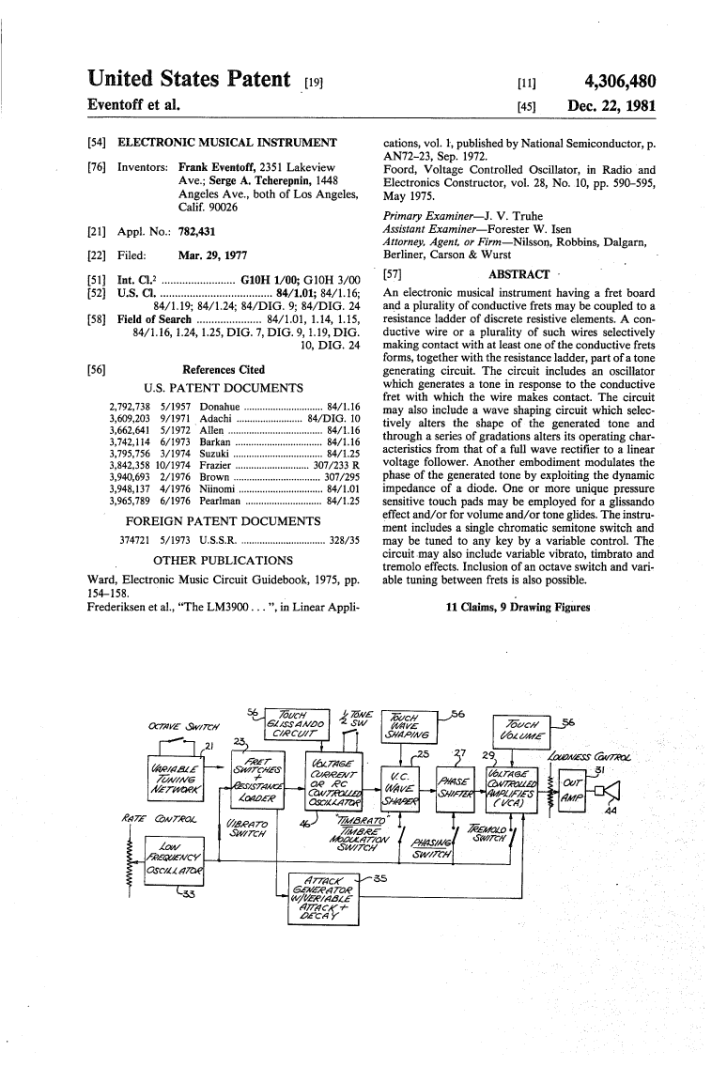 United States Patent [19]
Eventoff et al.
[11] 4,306,480
[45] Dec. 22, 1981
[54] ELECTRONIC MUSICAL INSTRUMENT
[76] Inventors: Frank Eventoff, 2351 Lakeview
Ave.; Serge A. Tcherepnin, 1448
Angeles Ave., both of Los Angeles,
Calif. 90026
[21] Appl. No.: 782,431
[22] Filed: Mar. 29, 1977
[51] Int. Cl.² ......................... G10H 1/00; G10H 3/00
[52] U.S. Cl. ...................................... 84/1.01; 84/1.16;
84/1.19; 84/1.24; 84/DIG. 9; 84/DIG. 24
[58] Field of Search ...................... 84/1.01, 1.14, 1.15,
84/1.16, 1.24, 1.25, DIG. 7, DIG. 9, 1.19, DIG.
10, DIG. 24
[56] References Cited
U.S. PATENT DOCUMENTS
2,792,738 5/1957 Donahue ............................. 84/1.16
3,609,203 9/1971 Adachi ........................ 84/DIG. 10
3,662,641 5/1972 Allen .................................. 84/1.16
3,742,114 6/1973 Barkan ............................... 84/1.16
3,795,756 3/1974 Suzuki ................................ 84/1.25
3,842,358 10/1974 Frazier ........................... 307/233 R
3,940,693 2/1976 Brown ................................ 307/295
3,948,137 4/1976 Niinomi .............................. 84/1.01
3,965,789 6/1976 Pearlman ............................ 84/1.25
FOREIGN PATENT DOCUMENTS
374721 5/1973 U.S.S.R. ............................... 328/35
OTHER PUBLICATIONS
Ward, Electronic Music Circuit Guidebook, 1975, pp.
154–158.
Frederiksen et al., "The LM3900 . . . ", in Linear Appli-
cations, vol. 1, published by National Semiconductor, p.
AN72–23, Sep. 1972.
Foord, Voltage Controlled Oscillator, in Radio and
Electronics Constructor, vol. 28, No. 10, pp. 590–595,
May 1975.
Primary Examiner—J. V. Truhe
Assistant Examiner—Forester W. Isen
Attorney, Agent, or Firm—Nilsson, Robbins, Dalgarn,
Berliner, Carson & Wurst
[57] ABSTRACT
An electronic musical instrument having a fret board
and a plurality of conductive frets may be coupled to a
resistance ladder of discrete resistive elements. A con-
ductive wire or a plurality of such wires selectively
making contact with at least one of the conductive frets
forms, together with the resistance ladder, part of a tone
generating circuit. The circuit includes an oscillator
which generates a tone in response to the conductive
fret with which the wire makes contact. The circuit
may also include a wave shaping circuit which selec-
tively alters the shape of the generated tone and
through a series of gradations alters its operating char-
acteristics from that of a full wave rectifier to a linear
voltage follower. Another embodiment modulates the
phase of the generated tone by exploiting the dynamic
impedance of a diode. One or more unique pressure
sensitive touch pads may be employed for a glissando
effect and/or for volume and/or tone glides. The instru-
ment includes a single chromatic semitone switch and
may be tuned to any key by a variable control. The
circuit may also include variable vibrato, timbrato and
tremolo effects. Inclusion of an octave switch and vari-
able tuning between frets is also possible.
11 Claims, 9 Drawing Figures
OCTAVE SWITCH
21
VARIABLE
TUNING
NETWORK
23
FRET
SWITCHES
+
RESISTANCE
LOADER
56
TOUCH
GLISSANDO
CIRCUIT
½ TONE
SW
VOLTAGE
CURRENT
OR RC
CONTROLLED
OSCILLATOR
46
TOUCH
WAVE
SHAPING
56
25
V.C.
WAVE
SHAPER
27
PHASE
SHIFTER
TOUCH
VOLUME
56
29
VOLTAGE
CONTROLLED
AMPLIFIES
(VCA)
LOUDNESS CONTROL
31
OUT
AMP
44
RATE CONTROL
LOW
FREQUENCY
OSCILLATOR
33
VIBRATO
SWITCH
"TIMBRATO"
TIMBRE
MODULATION
SWITCH
PHASING
SWITCH
TREMOLO
SWITCH
ATTACK
GENERATOR
W/VARIABLE
ATTACK +
DECAY
35